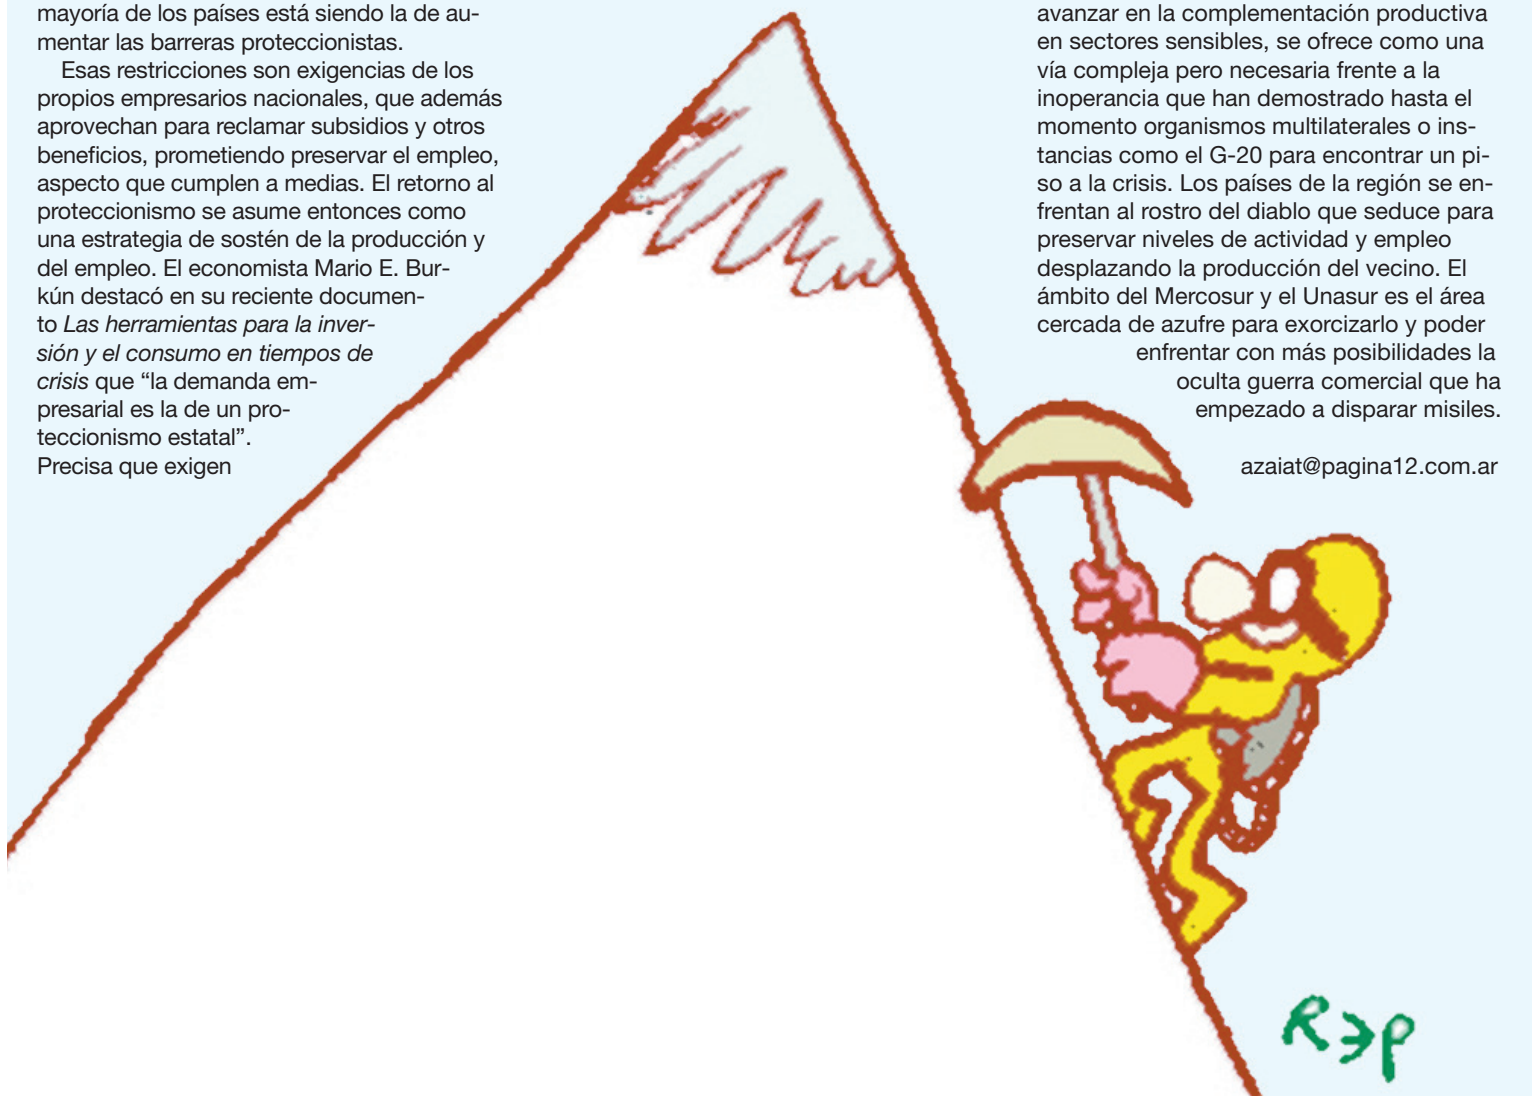 mayoría de los países está siendo la de au-
mentar las barreras proteccionistas.
Esas restricciones son exigencias de los
propios empresarios nacionales, que además
aprovechan para reclamar subsidios y otros
beneficios, prometiendo preservar el empleo,
aspecto que cumplen a medias. El retorno al
proteccionismo se asume entonces como
una estrategia de sostén de la producción y
del empleo. El economista Mario E. Bur-
kún destacó en su reciente documen-
to Las herramientas para la inver-
sión y el consumo en tiempos de
crisis que “la demanda em-
presarial es la de un pro-
teccionismo estatal”.
Precisa que exigen
avanzar en la complementación productiva
en sectores sensibles, se ofrece como una
vía compleja pero necesaria frente a la
inoperancia que han demostrado hasta el
momento organismos multilaterales o ins-
tancias como el G-20 para encontrar un pi-
so a la crisis. Los países de la región se en-
frentan al rostro del diablo que seduce para
preservar niveles de actividad y empleo
desplazando la producción del vecino. El
ámbito del Mercosur y el Unasur es el área
cercada de azufre para exorcizarlo y poder
enfrentar con más posibilidades la
oculta guerra comercial que ha
empezado a disparar misiles.
azaiat@pagina12.com.ar
REP